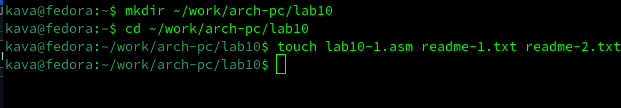 kava@fedora:~$ mkdir ~/work/arch-pc/lab10
kava@fedora:~$ cd ~/work/arch-pc/lab10
kava@fedora:~/work/arch-pc/lab10$ touch lab10-1.asm readme-1.txt readme-2.txt
kava@fedora:~/work/arch-pc/lab10$